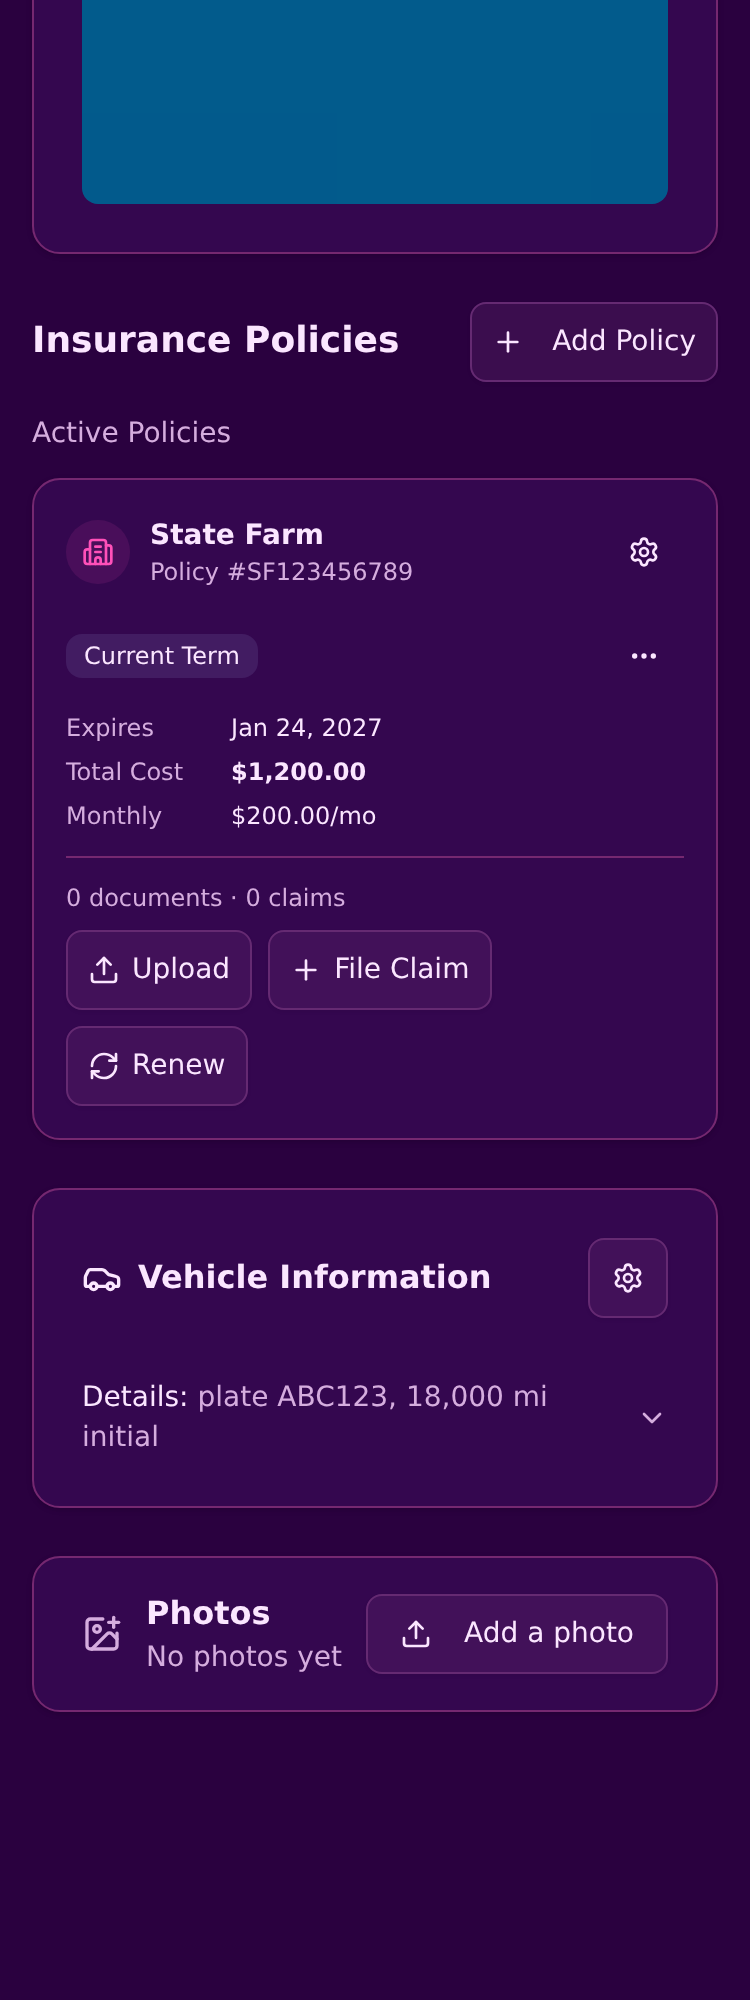 Insurance Policies
Add Policy
Active Policies
State Farm
Policy #SF123456789
Current Term
Expires Jan 24, 2027
Total Cost $1,200.00
Monthly $200.00/mo
0 documents · 0 claims
Upload
File Claim
Renew
Vehicle Information
Details: plate ABC123, 18,000 mi
initial
Photos
No photos yet
Add a photo